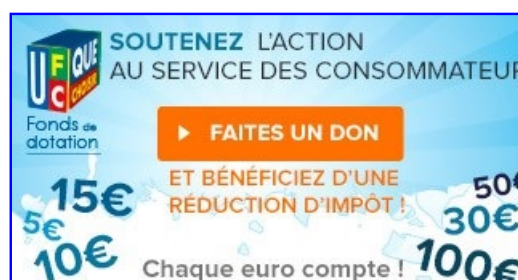 UFC QUE CHOISIR
SOUTENEZ L'ACTION
AU SERVICE DES CONSOMMATEUR
Fonds de
dotation
FAITES UN DON
ET BÉNÉFICIEZ D'UNE
RÉDUCTION D'IMPÔT !
15€
5€
10€
50€
30€
100€
Chaque euro compte !